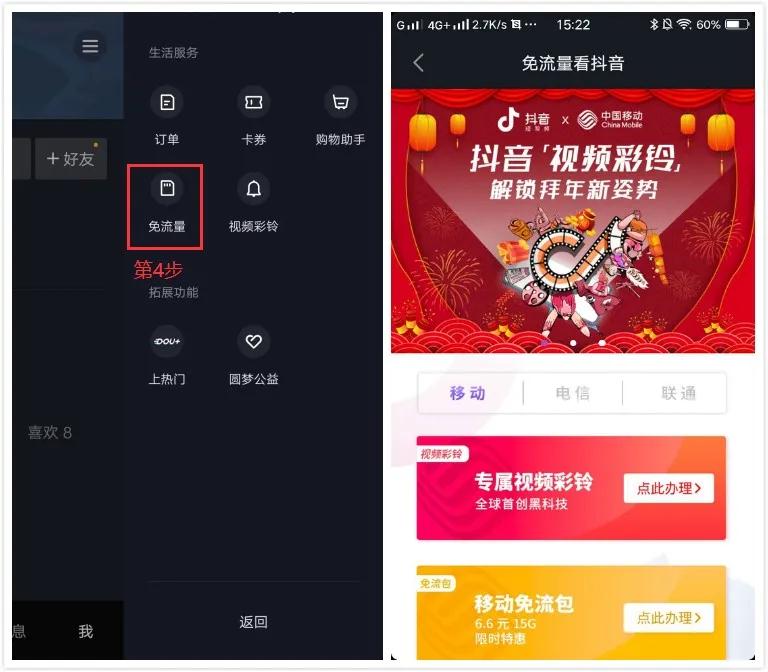 生活服务
订单
卡券
购物助手
+好友
免流量
视频彩铃
第4步
拓展功能
DOU+
上热门
圆梦公益
喜欢 8
返回
息
我
G 4G+ 2.7K/s ··· 15:22 60%
免流量看抖音
抖音 x 中国移动
短视频 China Mobile
抖音「视频彩铃」
解锁拜年新姿势
移动
电信
联通
视频彩铃
专属视频彩铃
全球首创黑科技
点此办理>
免流包
移动免流包
6.6 元 15G
限时特惠
点此办理>